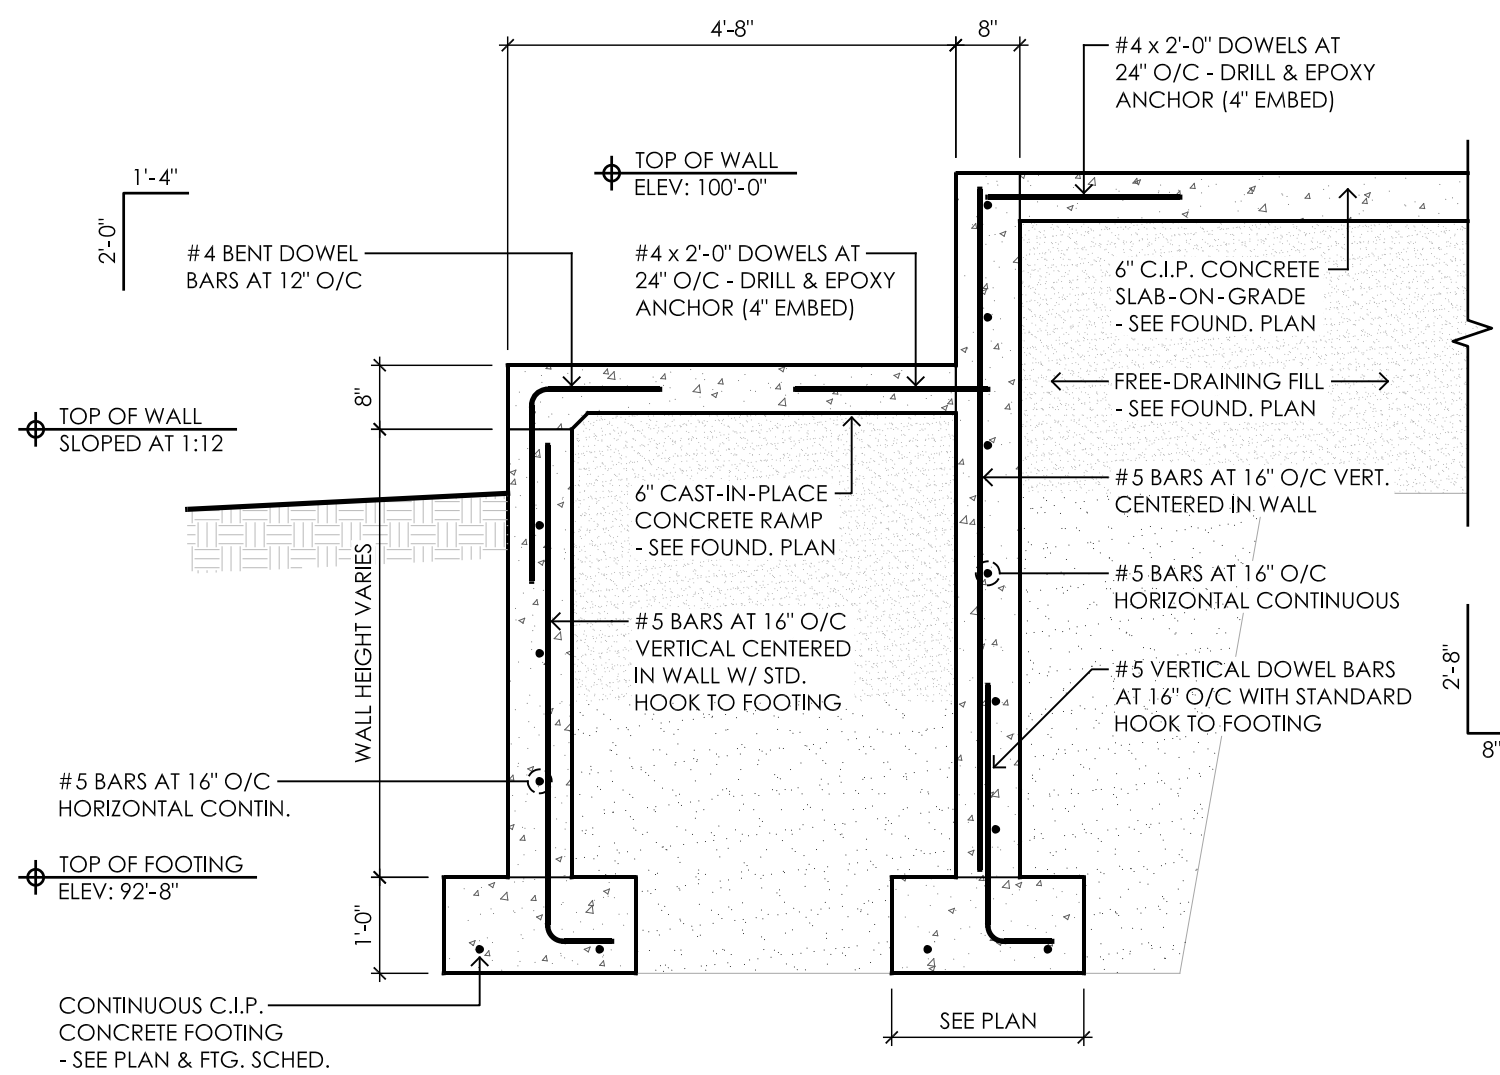 4'-8"
8"
#4 x 2'-0" DOWELS AT
24" O/C - DRILL & EPOXY
ANCHOR (4" EMBED)
TOP OF WALL
ELEV: 100'-0"
1'-4"
2'-0"
#4 BENT DOWEL
BARS AT 12" O/C
#4 x 2'-0" DOWELS AT
24" O/C - DRILL & EPOXY
ANCHOR (4" EMBED)
6" C.I.P. CONCRETE
SLAB-ON-GRADE
- SEE FOUND. PLAN
8"
FREE-DRAINING FILL
- SEE FOUND. PLAN
TOP OF WALL
SLOPED AT 1:12
6" CAST-IN-PLACE
CONCRETE RAMP
- SEE FOUND. PLAN
#5 BARS AT 16" O/C VERT.
CENTERED IN WALL
WALL HEIGHT VARIES
#5 BARS AT 16" O/C
HORIZONTAL CONTINUOUS
#5 BARS AT 16" O/C
VERTICAL CENTERED
IN WALL W/ STD.
HOOK TO FOOTING
#5 VERTICAL DOWEL BARS
AT 16" O/C WITH STANDARD
HOOK TO FOOTING
2'-8"
8"
#5 BARS AT 16" O/C
HORIZONTAL CONTIN.
TOP OF FOOTING
ELEV: 92'-8"
1'-0"
CONTINUOUS C.I.P.
CONCRETE FOOTING
- SEE PLAN & FTG. SCHED.
SEE PLAN